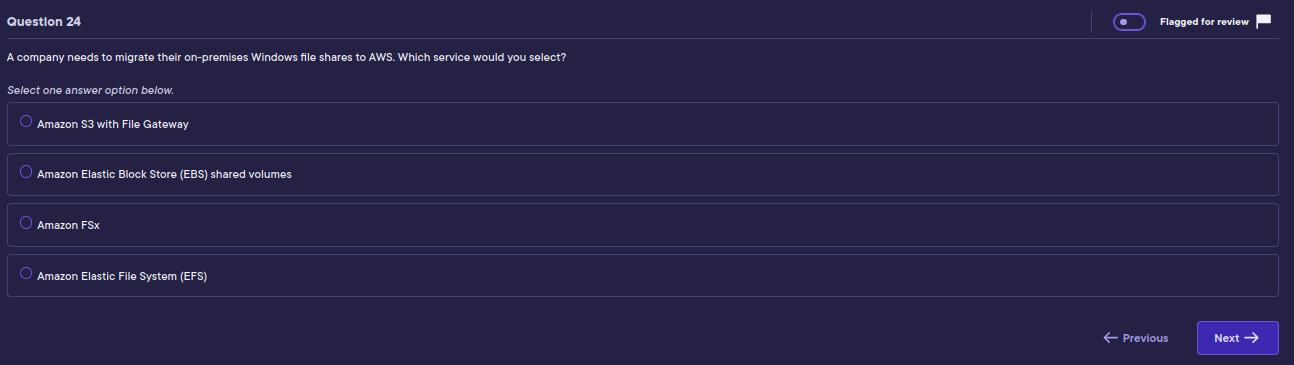 Question 24
Flagged for review
A company needs to migrate their on-premises Windows file shares to AWS. Which service would you select?
Select one answer option below.
Amazon S3 with File Gateway
Amazon Elastic Block Store (EBS) shared volumes
Amazon FSx
Amazon Elastic File System (EFS)
Previous
Next